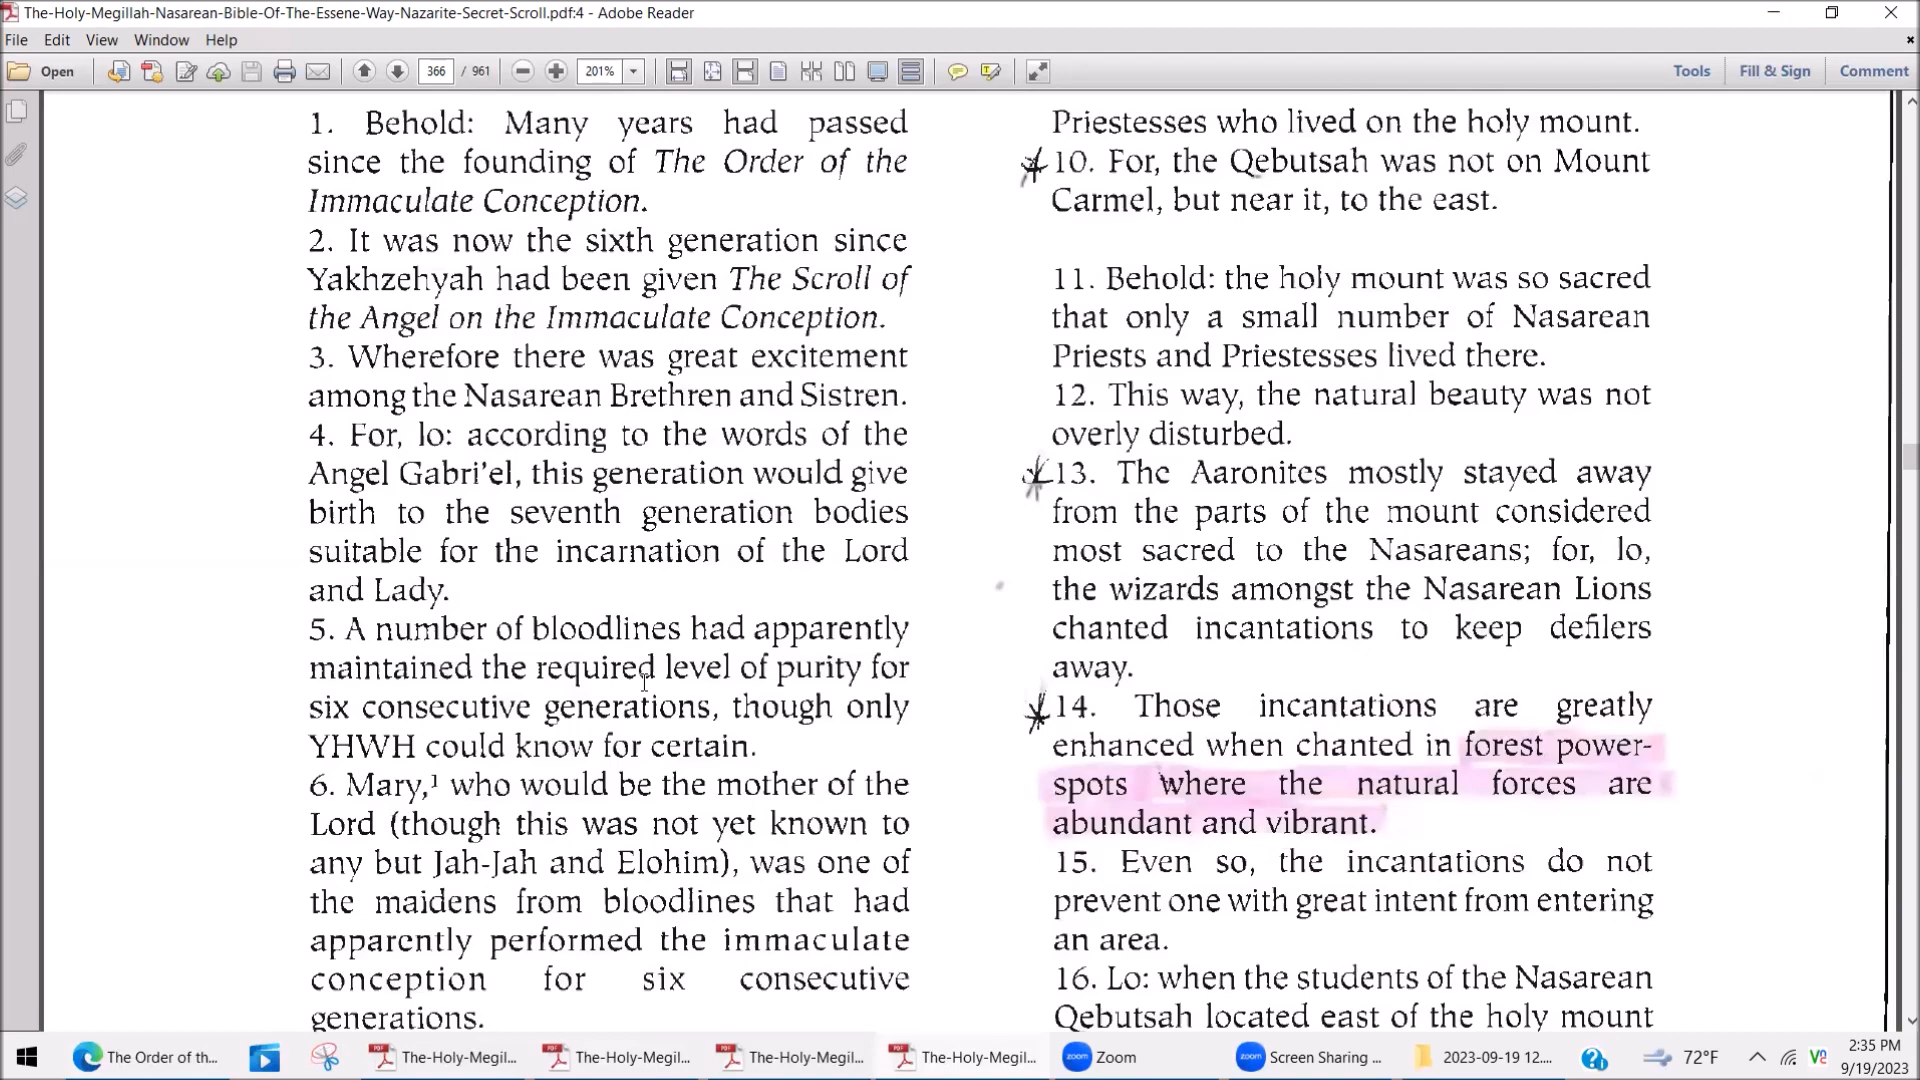 The-Holy-Megillah-Nasarean-Bible-Of-The-Essene-Way-Nazarite-Secret-Scroll.pdf:4 - Adobe Reader
File Edit View Window Help
Open 366 / 961 201% Tools Fill & Sign Comment
1. Behold: Many years had passed
since the founding of The Order of the
Immaculate Conception.
2. It was now the sixth generation since
Yakhzehyah had been given The Scroll of
the Angel on the Immaculate Conception.
3. Wherefore there was great excitement
among the Nasarean Brethren and Sistren.
4. For, lo: according to the words of the
Angel Gabri'el, this generation would give
birth to the seventh generation bodies
suitable for the incarnation of the Lord
and Lady.
5. A number of bloodlines had apparently
maintained the required level of purity for
six consecutive generations, though only
YHWH could know for certain.
6. Mary,¹ who would be the mother of the
Lord (though this was not yet known to
any but Jah-Jah and Elohim), was one of
the maidens from bloodlines that had
apparently performed the immaculate
conception for six consecutive
generations.
Priestesses who lived on the holy mount.
10. For, the Qebutsah was not on Mount
Carmel, but near it, to the east.
11. Behold: the holy mount was so sacred
that only a small number of Nasarean
Priests and Priestesses lived there.
12. This way, the natural beauty was not
overly disturbed.
13. The Aaronites mostly stayed away
from the parts of the mount considered
most sacred to the Nasareans; for, lo,
the wizards amongst the Nasarean Lions
chanted incantations to keep defilers
away.
14. Those incantations are greatly
enhanced when chanted in forest power-
spots where the natural forces are
abundant and vibrant.
15. Even so, the incantations do not
prevent one with great intent from entering
an area.
16. Lo: when the students of the Nasarean
Qebutsah located east of the holy mount
The Order of th... The-Holy-Megil... The-Holy-Megil... The-Holy-Megil... The-Holy-Megil... zoom Zoom zoom Screen Sharing ... 2023-09-19 12.... 72°F 2:35 PM
9/19/2023